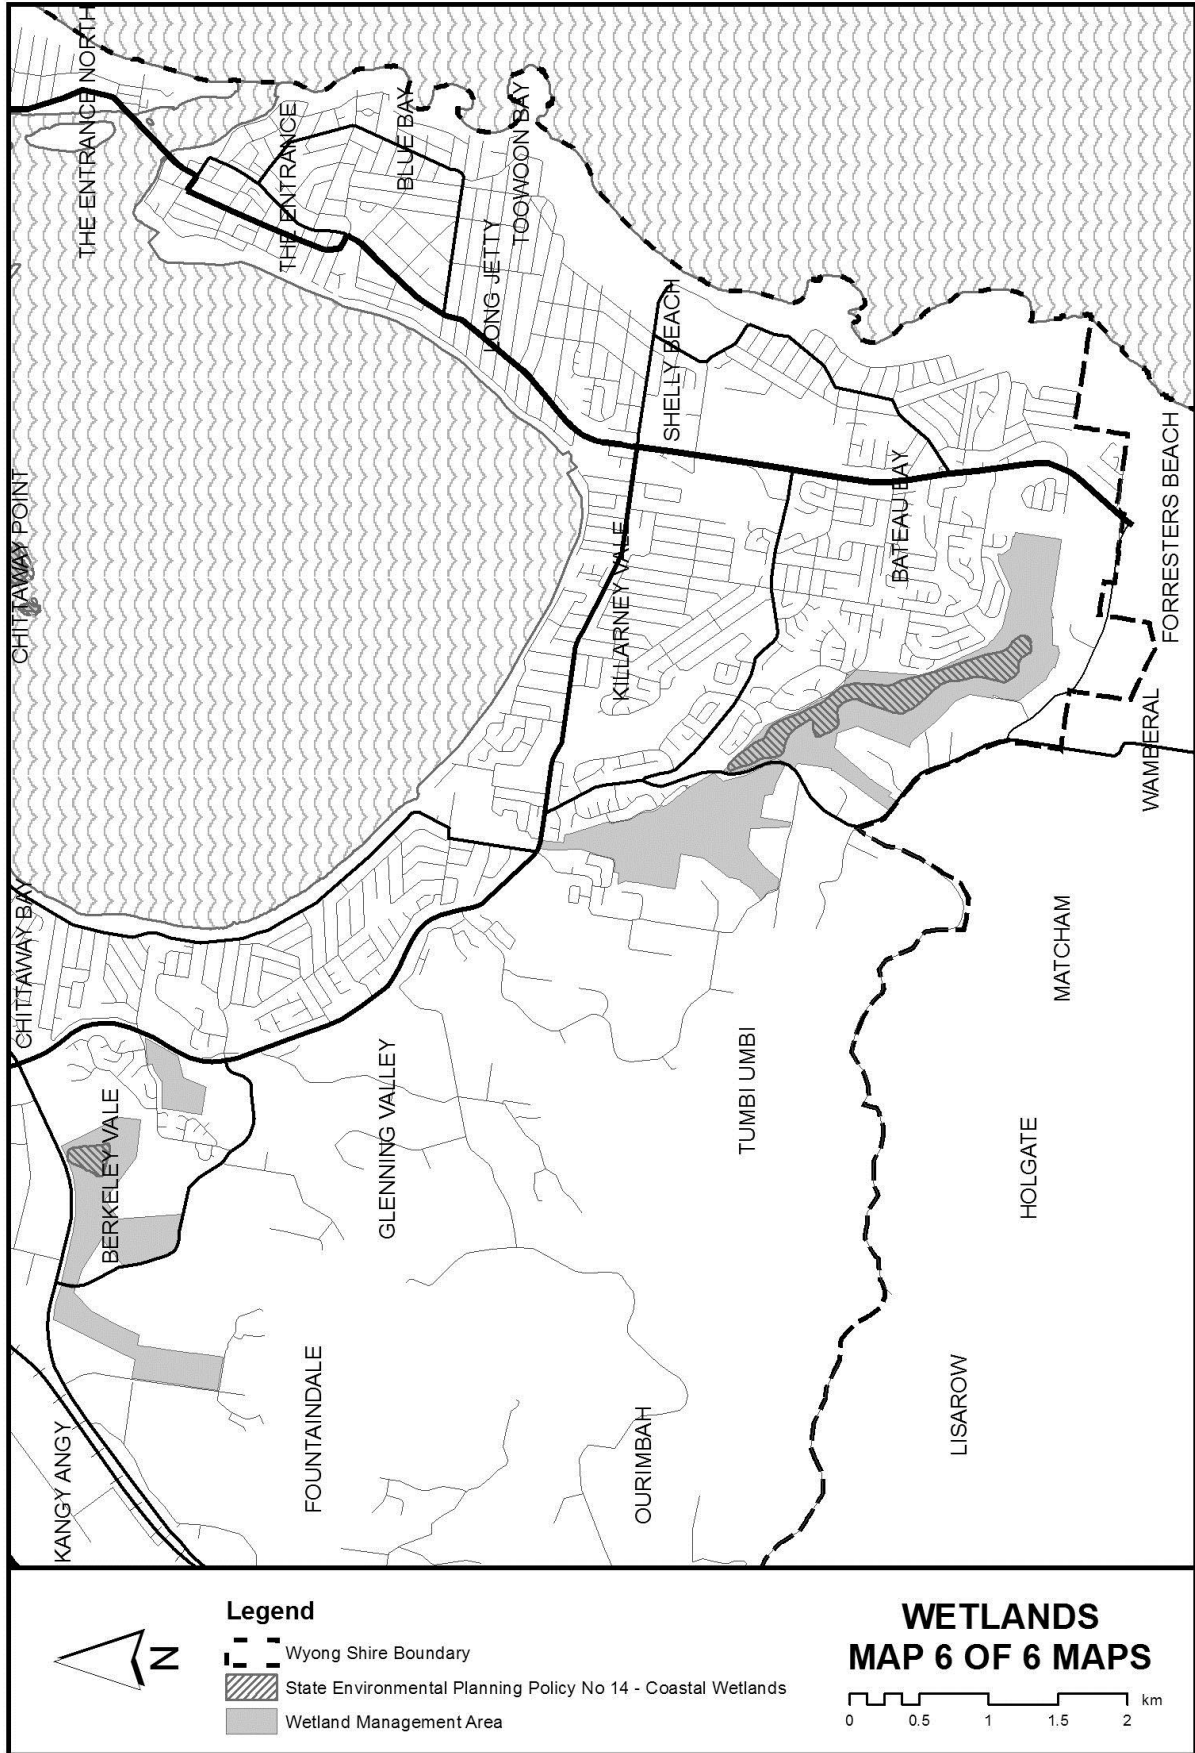 THE ENTRANCE NORTH
THE ENTRANCE
BLUE BAY
TOOWOON BAY
LONG JETTY
SHELLY BEACH
CHITTAWAY POINT
KILLARNEY VALE
BATEAU BAY
FORRESTERS BEACH
WAMBERAL
CHITTAWAY BAY
MATCHAM
BERKELEY VALE
GLENNING VALLEY
TUMBI UMBI
HOLGATE
KANGY ANGY
FOUNTAINDALE
OURIMBAH
LISAROW
N
Legend
Wyong Shire Boundary
State Environmental Planning Policy No 14 - Coastal Wetlands
Wetland Management Area
WETLANDS
MAP 6 OF 6 MAPS
km
0 0.5 1 1.5 2